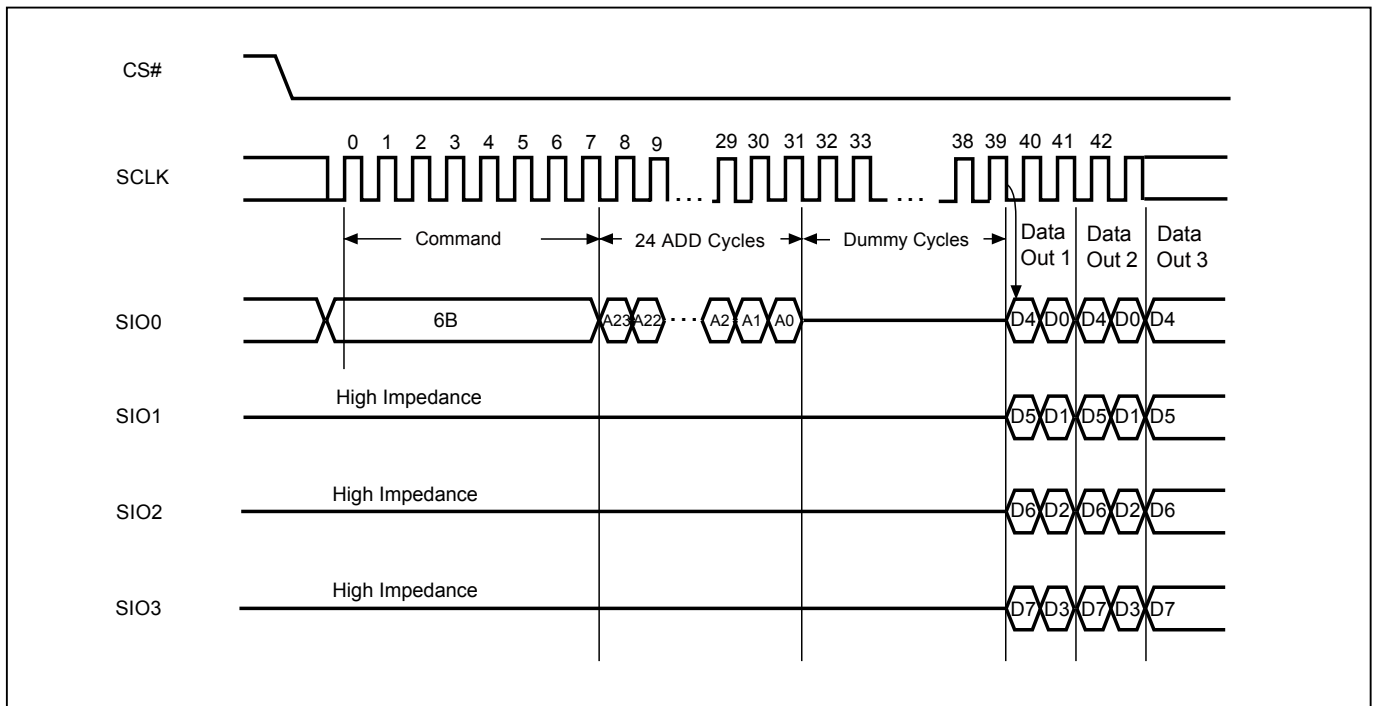 CS#
0 1 2 3 4 5 6 7 8 9 29 30 31 32 33 38 39 40 41 42
SCLK
. . . . . .
Command 24 ADD Cycles Dummy Cycles Data Out 1 Data Out 2 Data Out 3
SIO0 6B A23 A22 . . . A2 A1 A0 D4 D0 D4 D0 D4
High Impedance
SIO1 D5 D1 D5 D1 D5
High Impedance
SIO2 D6 D2 D6 D2 D6
High Impedance
SIO3 D7 D3 D7 D3 D7